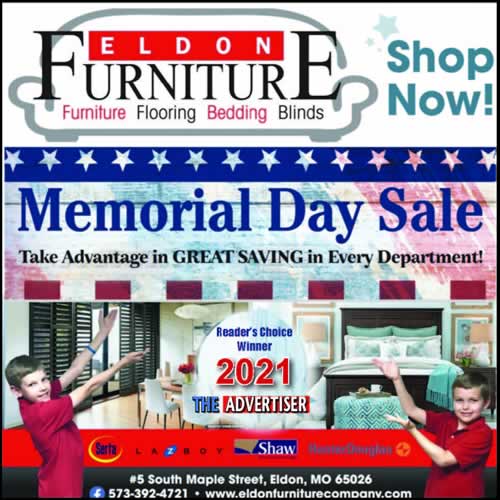 ELDON
FURNITURE
Furniture Flooring Bedding Blinds
Shop
Now!
Memorial Day Sale
Take Advantage in GREAT SAVING in Every Department!
Reader's Choice
Winner
2021
THE ADVERTISER
Serta
LA Z BOY
Shaw
HunterDouglas
#5 South Maple Street, Eldon, MO 65026
573-392-4721 • www.eldonfurniturecompany.com